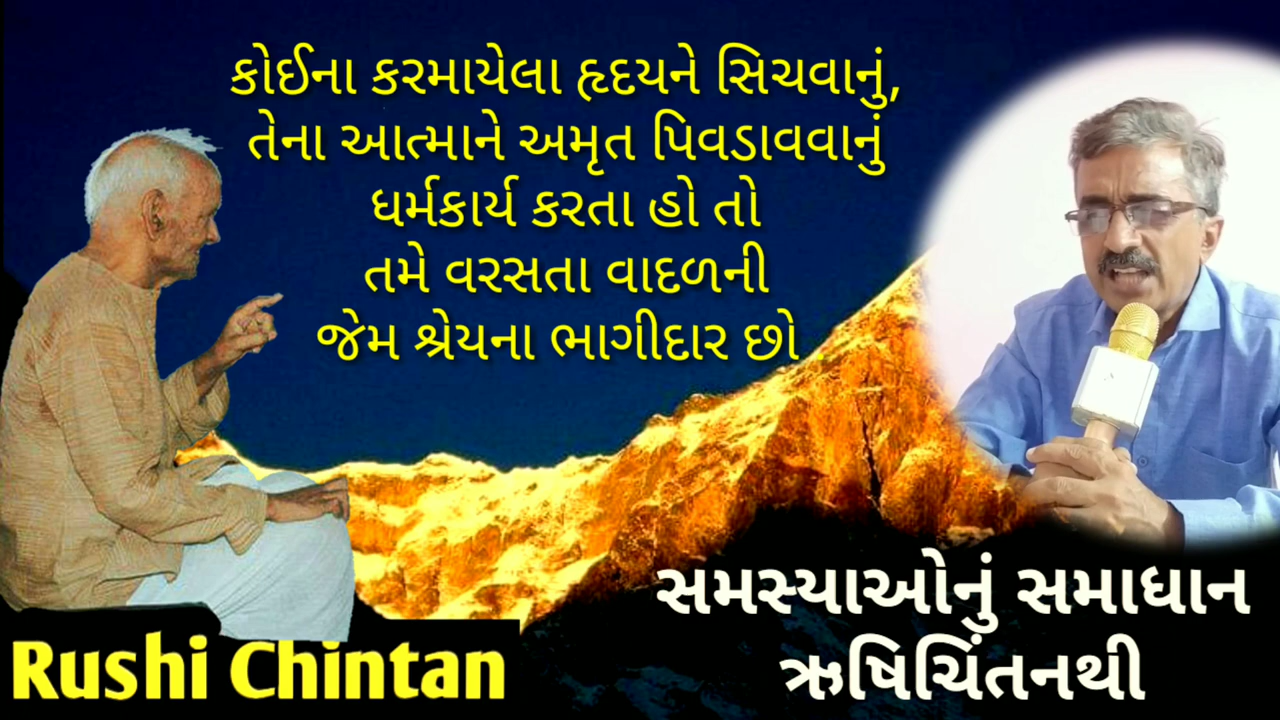 કોઈના કરમાયેલા હૃદયને સિચવાનું,
તેના આત્માને અમૃત પિવડાવવાનું
ધર્મકાર્ય કરતા હો તો
તમે વરસતા વાદળની
જેમ શ્રેયના ભાગીદાર છો
સમસ્યાઓનું સમાધાન
ઋષિચિંતનથી
Rushi Chintan